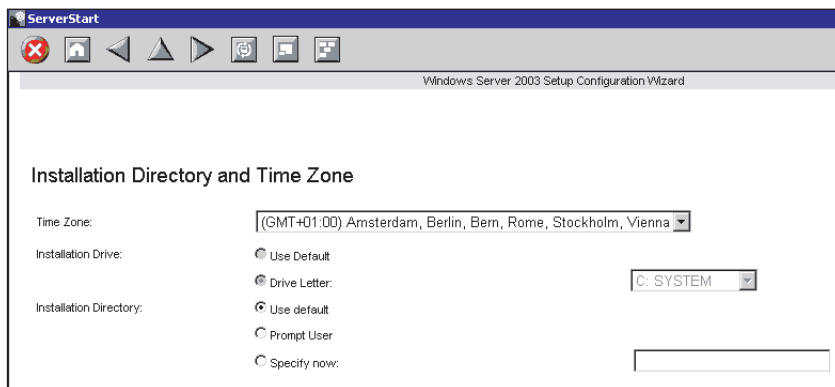 ServerStart
Windows Server 2003 Setup Configuration Wizard
Installation Directory and Time Zone
Time Zone: (GMT+01:00) Amsterdam, Berlin, Bern, Rome, Stockholm, Vienna
Installation Drive: Use Default
Drive Letter: C: SYSTEM
Installation Directory: Use default
Prompt User
Specify now: